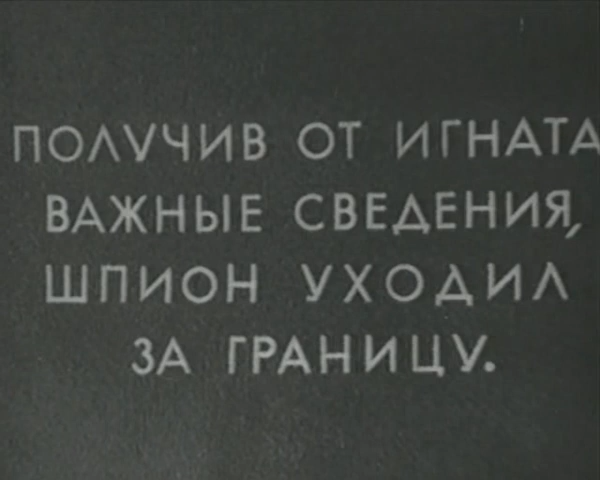 ПОЛУЧИВ ОТ ИГНАТА
ВАЖНЫЕ СВЕДЕНИЯ,
ШПИОН УХОДИЛ
ЗА ГРАНИЦУ.